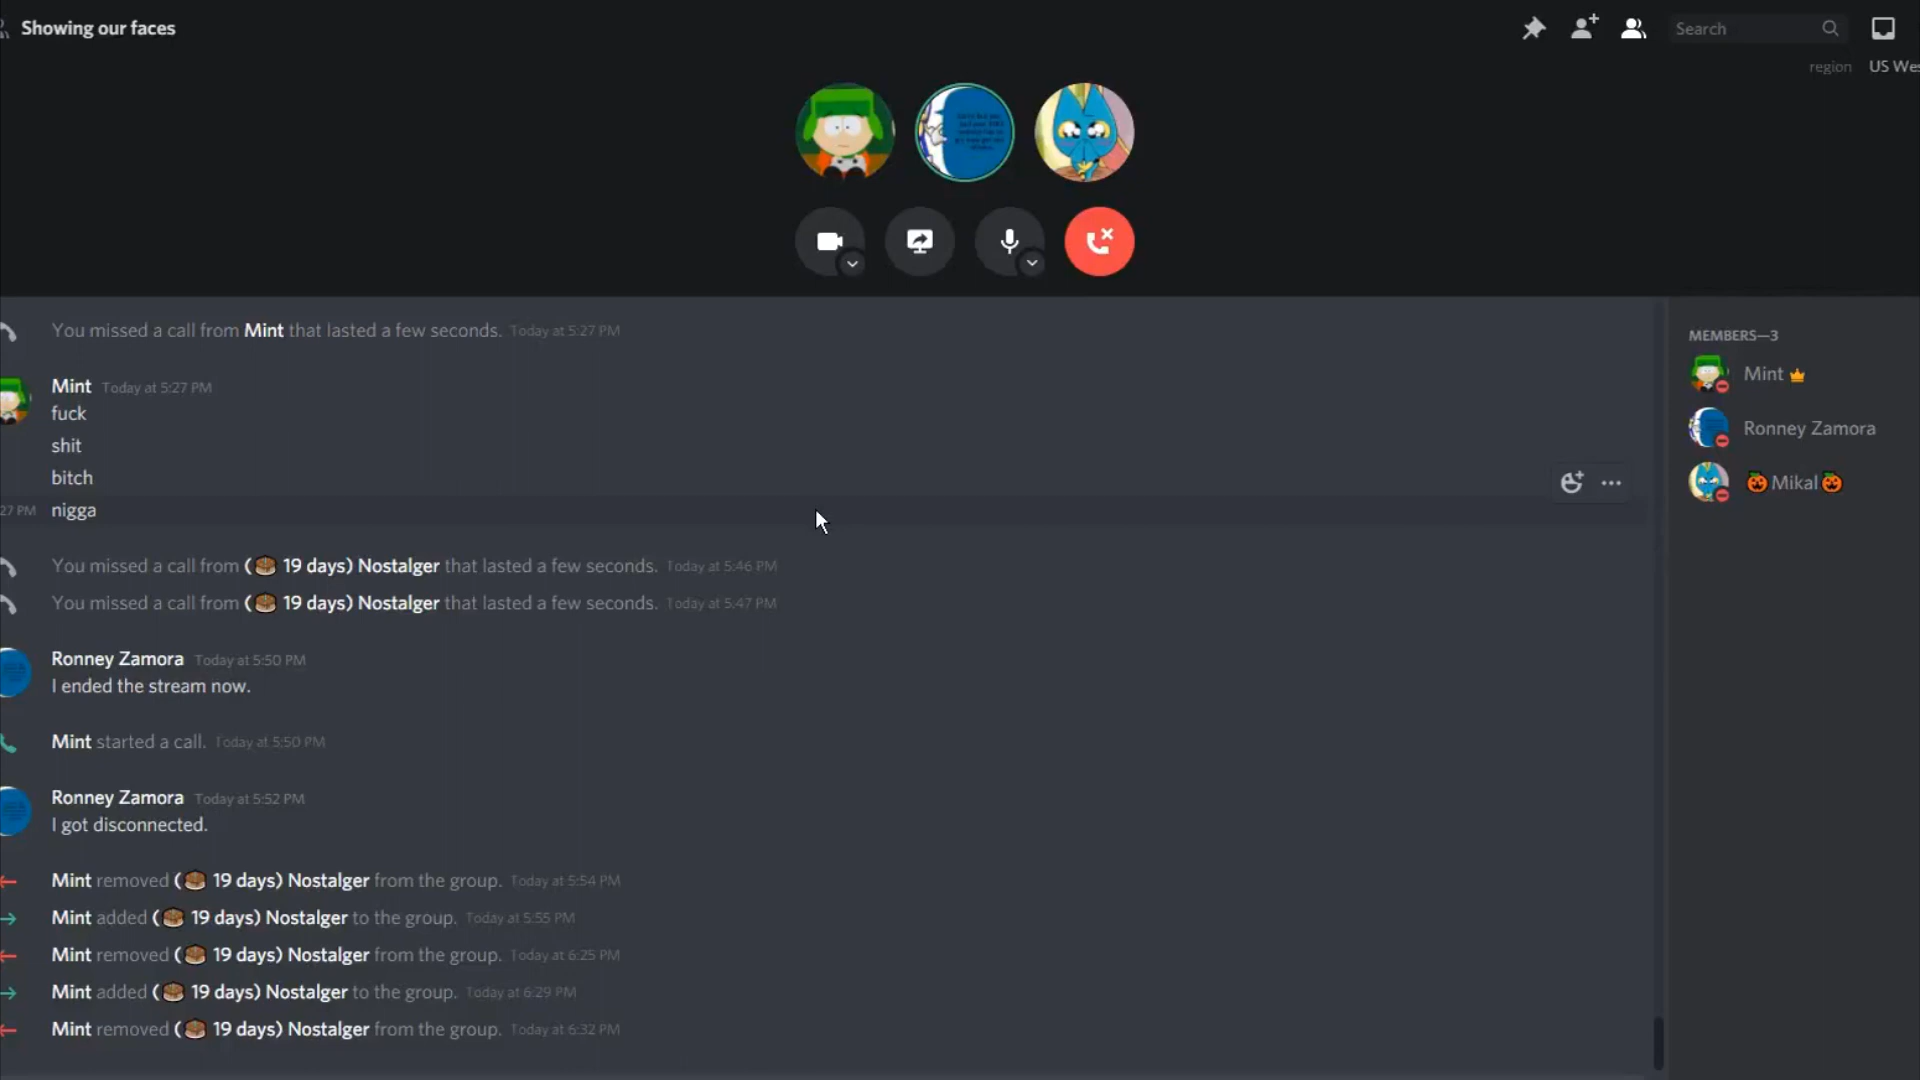 Showing our faces
Search
region US Wes
You missed a call from Mint that lasted a few seconds. Today at 5:27 PM
MEMBERS—3
Mint
Mint Today at 5:27 PM
fuck
Ronney Zamora
shit
bitch
Mikal
27 PM nigga
You missed a call from ( 19 days) Nostalger that lasted a few seconds. Today at 5:46 PM
You missed a call from ( 19 days) Nostalger that lasted a few seconds. Today at 5:47 PM
Ronney Zamora Today at 5:50 PM
I ended the stream now.
Mint started a call. Today at 5:50 PM
Ronney Zamora Today at 5:52 PM
I got disconnected.
Mint removed ( 19 days) Nostalger from the group. Today at 5:54 PM
Mint added ( 19 days) Nostalger to the group. Today at 5:55 PM
Mint removed ( 19 days) Nostalger from the group. Today at 6:25 PM
Mint added ( 19 days) Nostalger to the group. Today at 6:29 PM
Mint removed ( 19 days) Nostalger from the group. Today at 6:32 PM